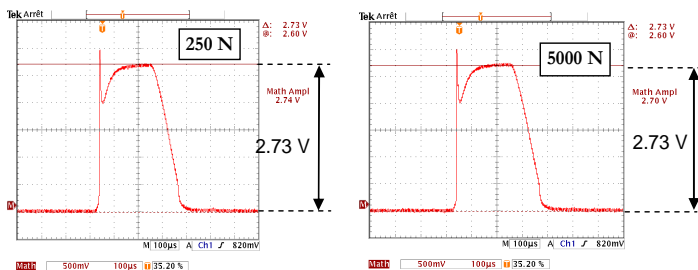 Tek Arrêt
T
250 N
Δ: 2.73 V
@: 2.60 V
Math Ampl
2.74 V
2.73 V
M
M 100µs A Ch1 ∫ 820mV
Math 500mV 100µs T 35.20 %
Tek Arrêt
T
5000 N
Δ: 2.73 V
@: 2.60 V
Math Ampl
2.70 V
2.73 V
M
M 100µs A Ch1 ∫ 820mV
Math 500mV 100µs T 35.20 %